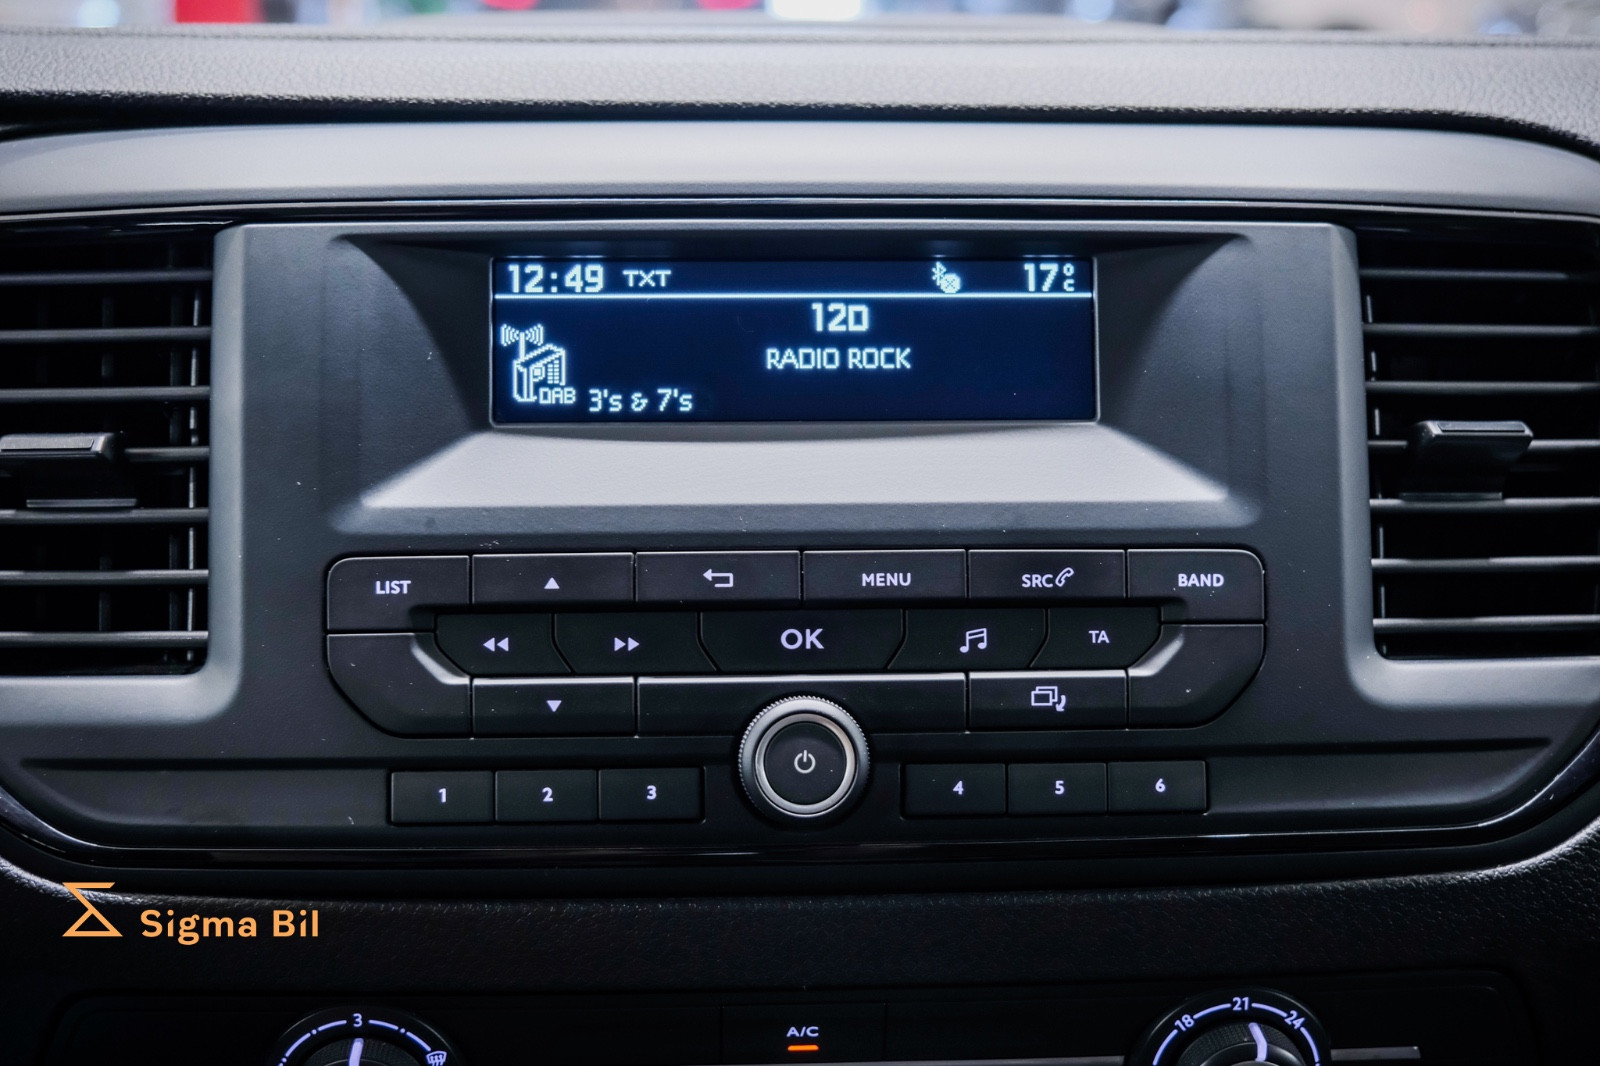 12:49 TXT 17°C
12D
RADIO ROCK
DAB 3's & 7's
LIST MENU SRC BAND
OK TA
1 2 3 4 5 6
Sigma Bil
3 A/C 18 21 24